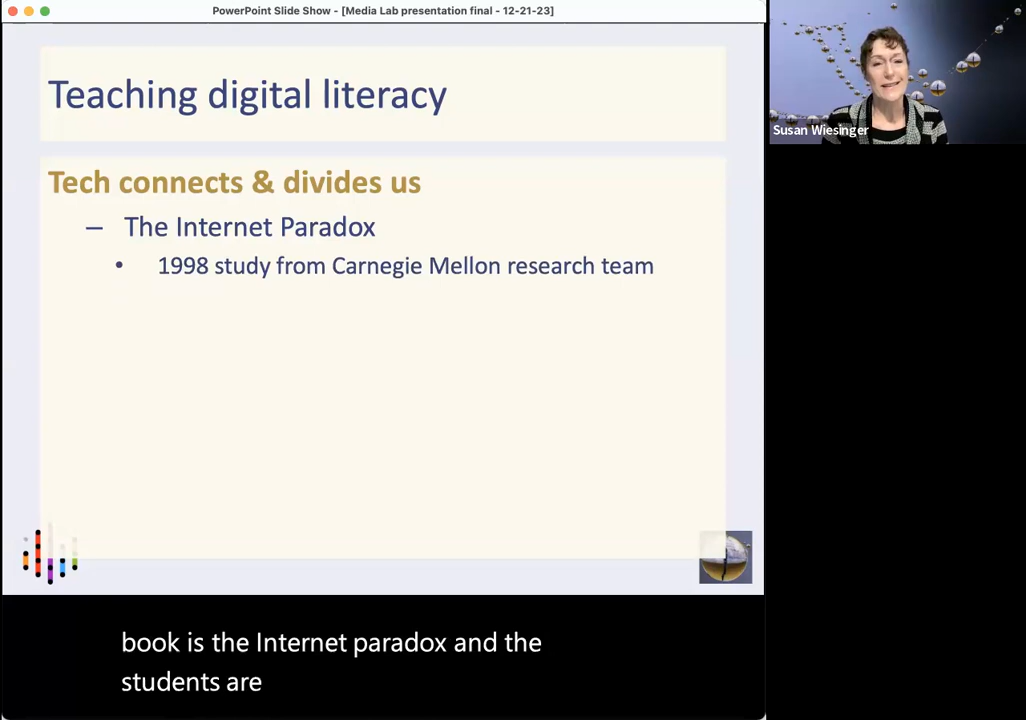 PowerPoint Slide Show - [Media Lab presentation final - 12-21-23]
Teaching digital literacy
Susan Wiesinger
Tech connects & divides us
– The Internet Paradox
• 1998 study from Carnegie Mellon research team
book is the Internet paradox and the
students are